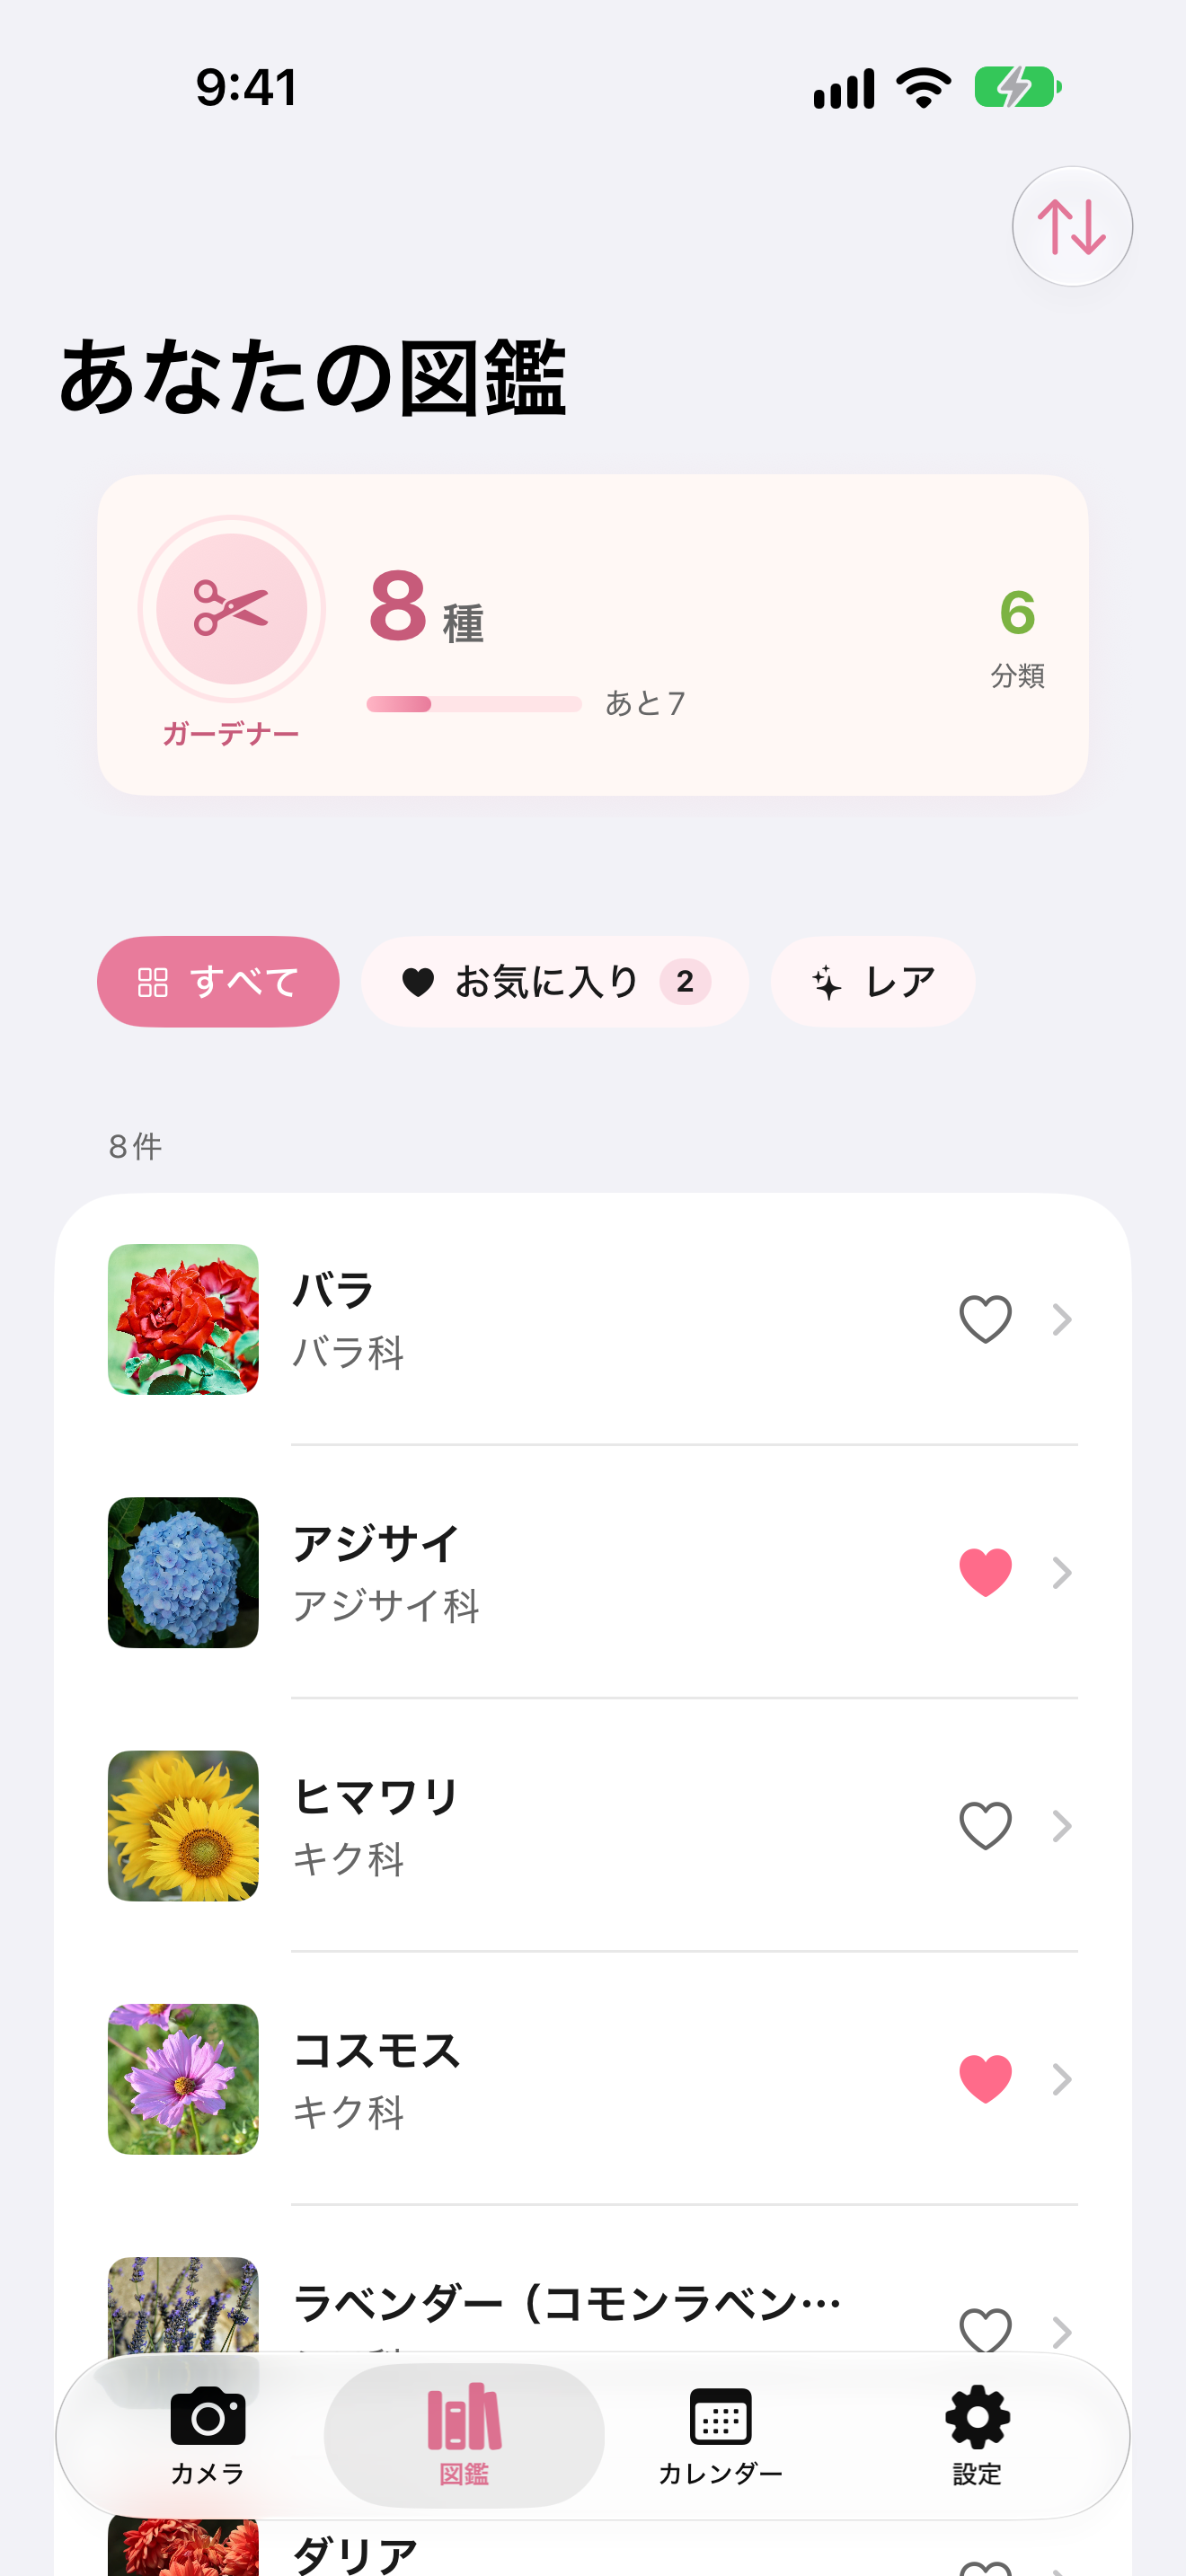 9:41
あなたの図鑑
8 種
あと 7
ガーデナー
6
分類
すべて
お気に入り 2
レア
8 件
バラ
バラ科
アジサイ
アジサイ科
ヒマワリ
キク科
コスモス
キク科
ラベンダー（コモンラベン…
カメラ
図鑑
カレンダー
設定
ダリア